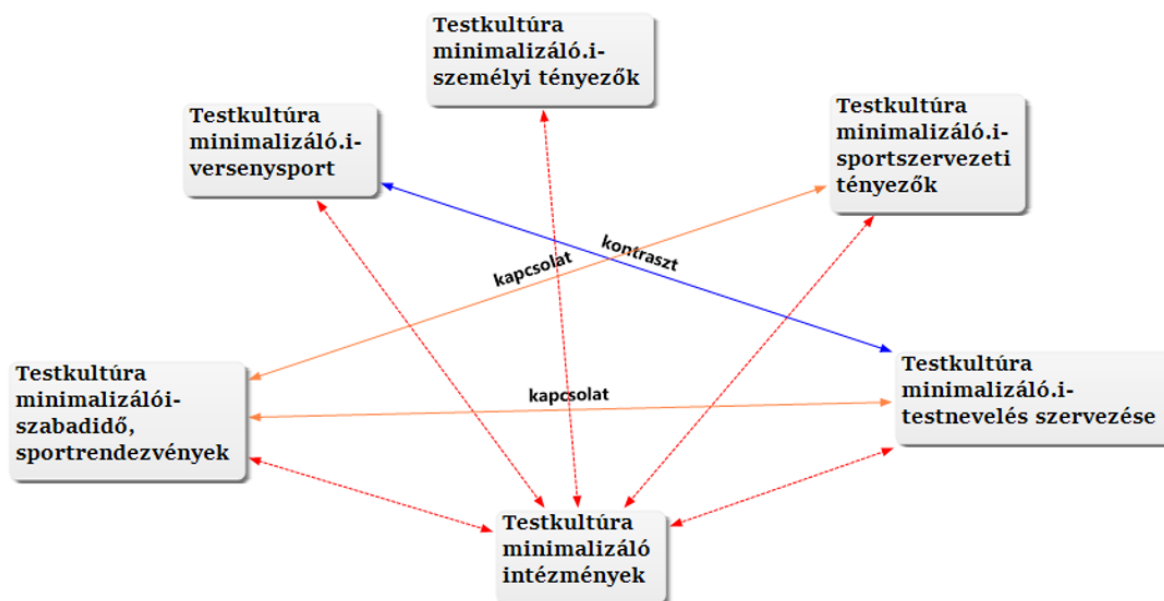 Testkultúra
minimalizáló.i-
személyi tényezők
Testkultúra
minimalizáló.i-
versenysport
Testkultúra
minimalizáló.i-
sportszervezeti
tényezők
kontraszt
kapcsolat
Testkultúra
minimalizálói-
szabadidő,
sportrendezvények
kapcsolat
Testkultúra
minimalizáló.i-
testnevelés szervezése
Testkultúra
minimalizáló
intézmények